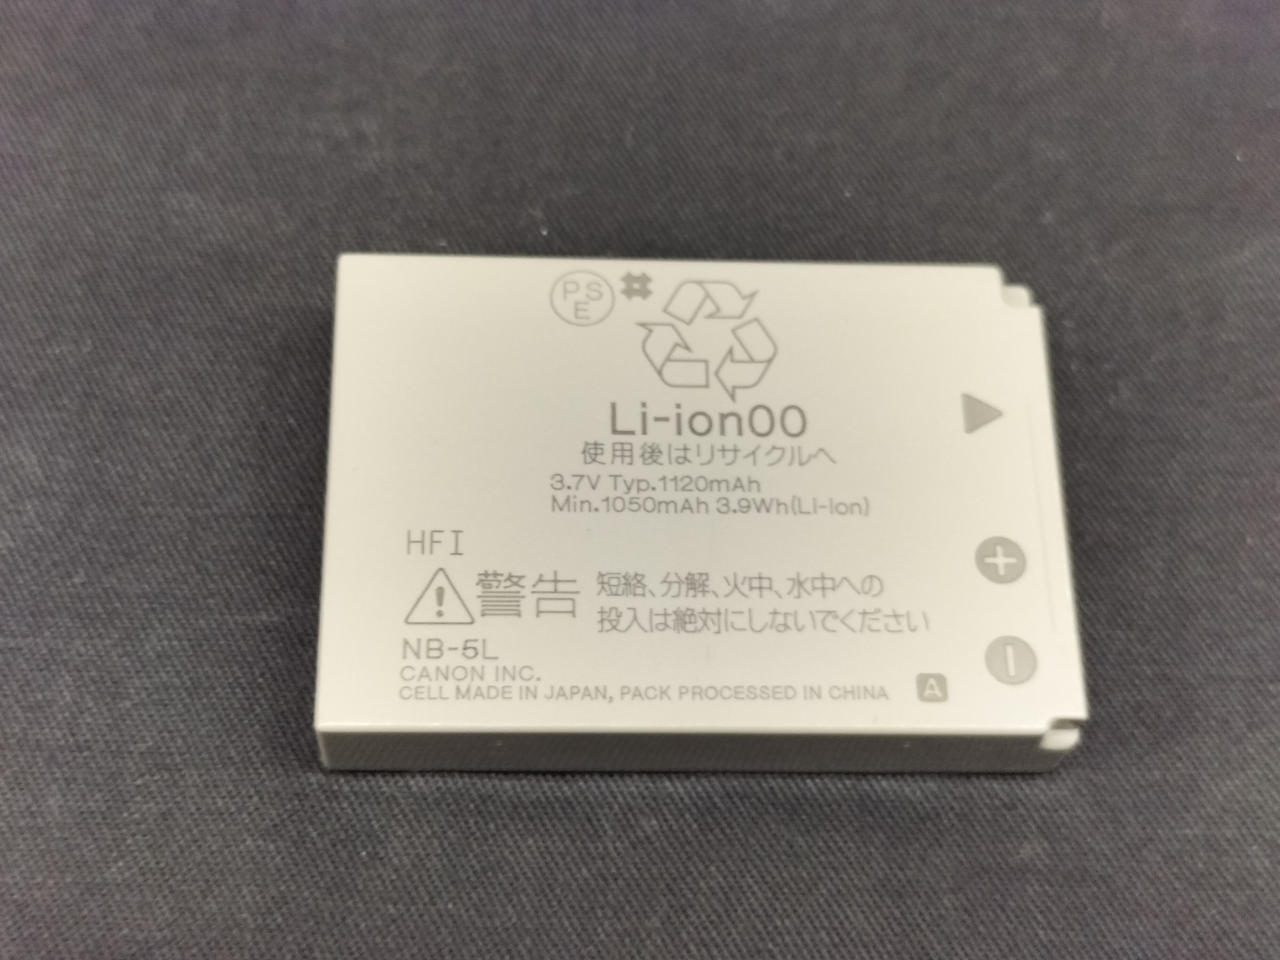 PSE
Li-ion00
使用後はリサイクルへ
3.7V Typ.1120mAh
Min.1050mAh 3.9Wh(Li-ion)
HFI
警告 短絡、分解、火中、水中への
投入は絶対にしないでください
NB-5L
CANON INC.
CELL MADE IN JAPAN, PACK PROCESSED IN CHINA A